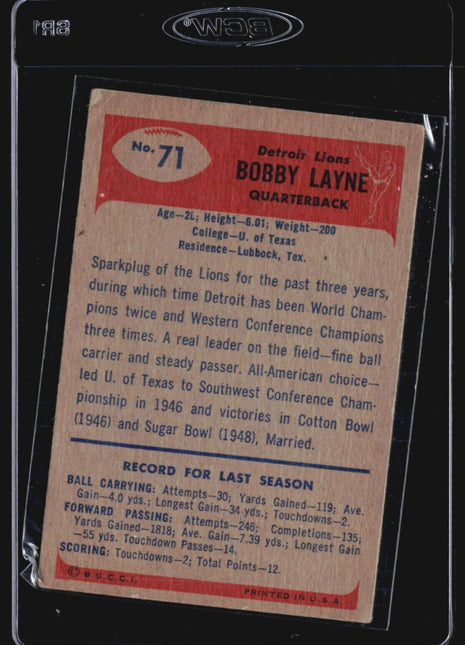 SR1
BCW®
No. 71
Detroit Lions
BOBBY LAYNE
QUARTERBACK
Age—26; Height—6.01; Weight—200
College—U. of Texas
Residence—Lubbock, Tex.
Sparkplug of the Lions for the past three years,
during which time Detroit has been World Cham-
pions twice and Western Conference Champions
three times. A real leader on the field—fine ball
carrier and steady passer. All-American choice—
led U. of Texas to Southwest Conference Cham-
pionship in 1946 and victories in Cotton Bowl
(1946) and Sugar Bowl (1948), Married.
RECORD FOR LAST SEASON
BALL CARRYING: Attempts—30; Yards Gained—119; Ave.
Gain—4.0 yds.; Longest Gain—34 yds.; Touchdowns—2.
FORWARD PASSING: Attempts—246; Completions—135;
Yards Gained—1818; Ave. Gain—7.39 yds.; Longest Gain
—55 yds. Touchdown Passes—14.
SCORING: Touchdowns—2; Total Points—12.
© B.G.C.C.I.
PRINTED IN U.S.A.